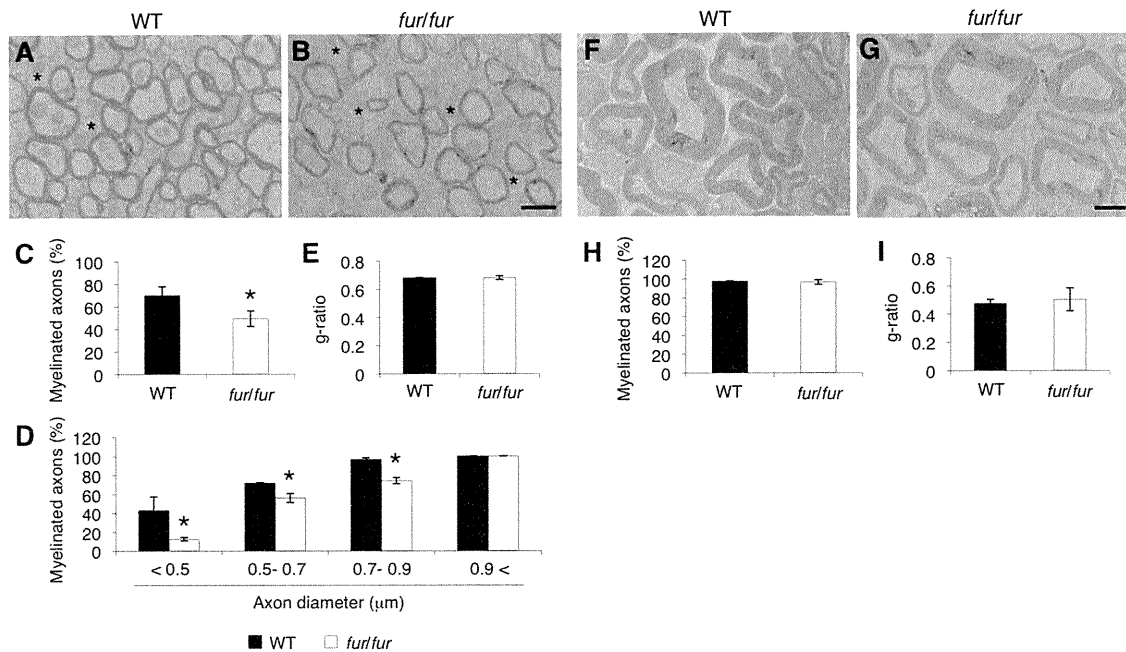 WT
fur/fur
WT
fur/fur
A
*
*
B
*
*
*
*
F
G
C
Myelinated axons (%)
100
80
60
40
20
0
*
WT
fur/fur
E
g-ratio
0.8
0.6
0.4
0.2
0
WT
fur/fur
H
Myelinated axons (%)
120
100
80
60
40
20
0
WT
fur/fur
I
g-ratio
0.8
0.6
0.4
0.2
0
WT
fur/fur
D
Myelinated axons (%)
120
100
80
60
40
20
0
*
*
*
< 0.5
0.5- 0.7
0.7- 0.9
0.9 <
Axon diameter (μm)
WT
fur/fur